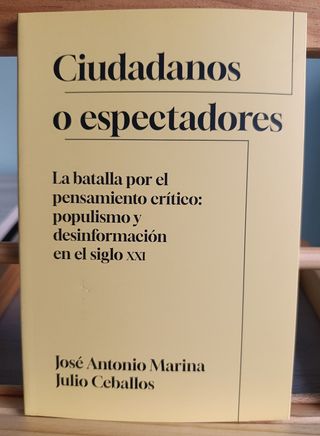 Ciudadanos
o espectadores
La batalla por el
pensamiento crítico:
populismo y
desinformación
en el siglo XXI
José Antonio Marina
Julio Ceballos